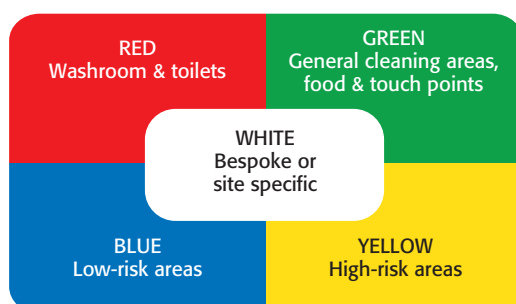 RED
Washroom & toilets
GREEN
General cleaning areas,
food & touch points
WHITE
Bespoke or
site specific
BLUE
Low-risk areas
YELLOW
High-risk areas